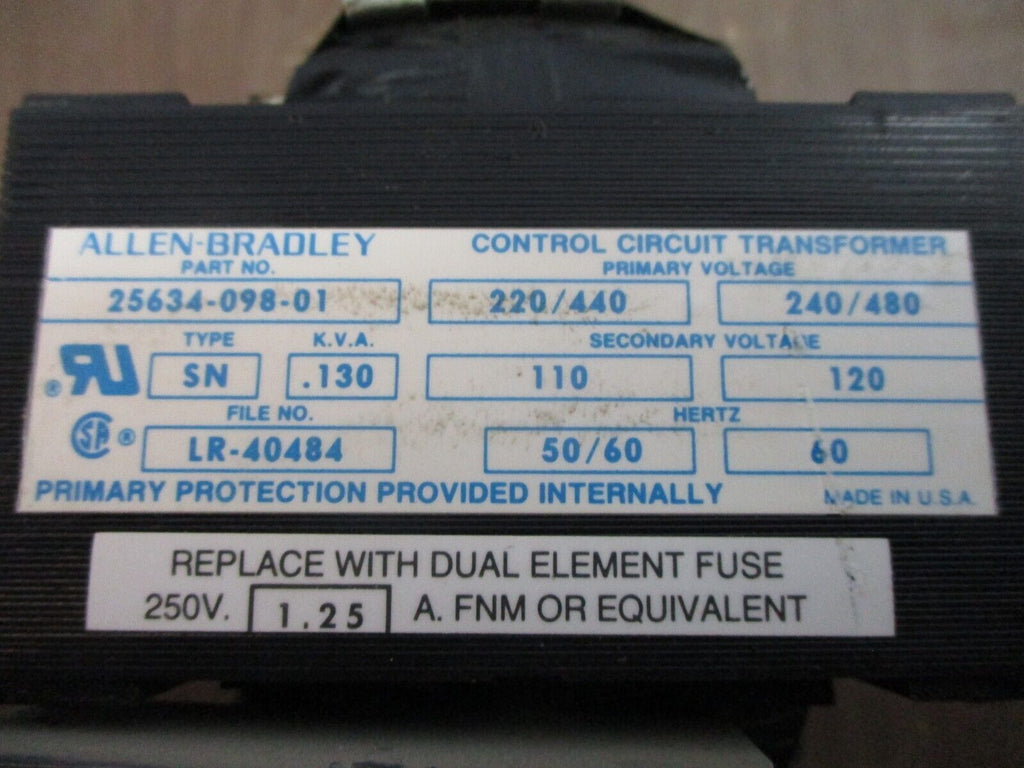 ALLEN-BRADLEY CONTROL CIRCUIT TRANSFORMER
PART NO. PRIMARY VOLTAGE
25634-098-01 220/440 240/480
TYPE K.V.A. SECONDARY VOLTAGE
RU ® SN .130 110 120
FILE NO. HERTZ
SA ® LR-40484 50/60 60
PRIMARY PROTECTION PROVIDED INTERNALLY MADE IN U.S.A.
REPLACE WITH DUAL ELEMENT FUSE
250V. 1.25 A. FNM OR EQUIVALENT